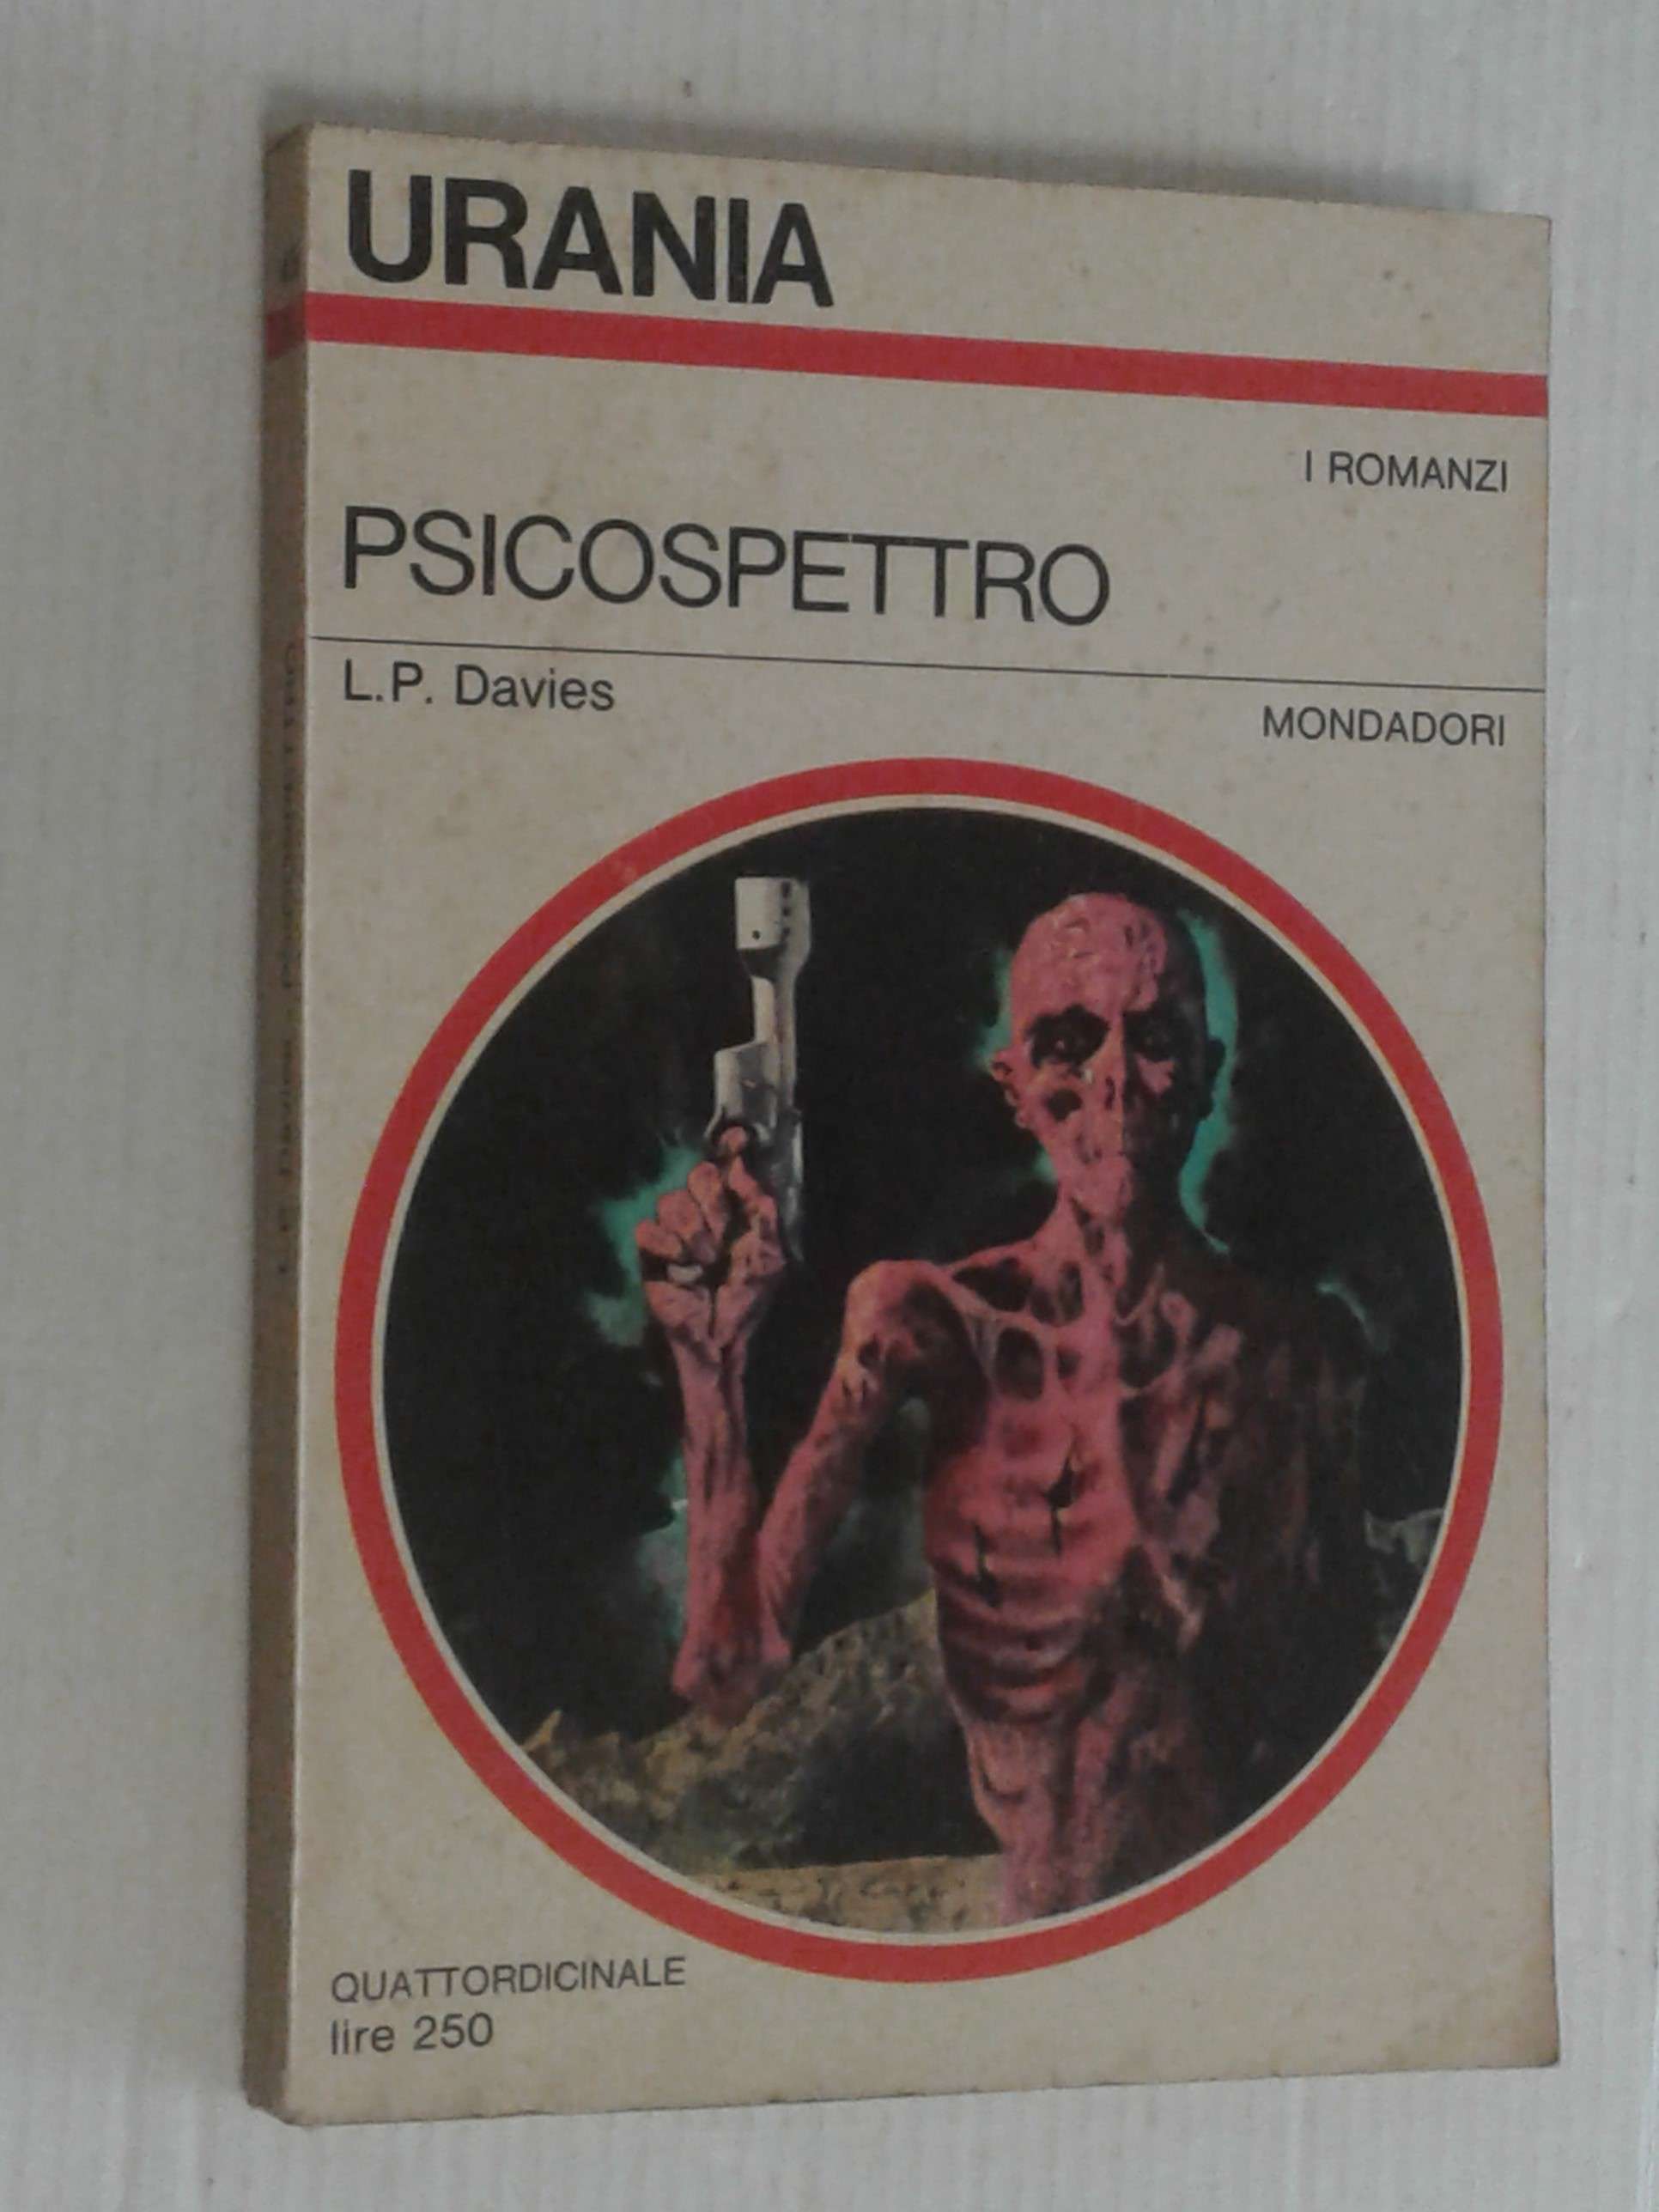 URANIA
I ROMANZI
PSICOSPETTRO
L.P. Davies
MONDADORI
QUATTORDICINALE
lire 250